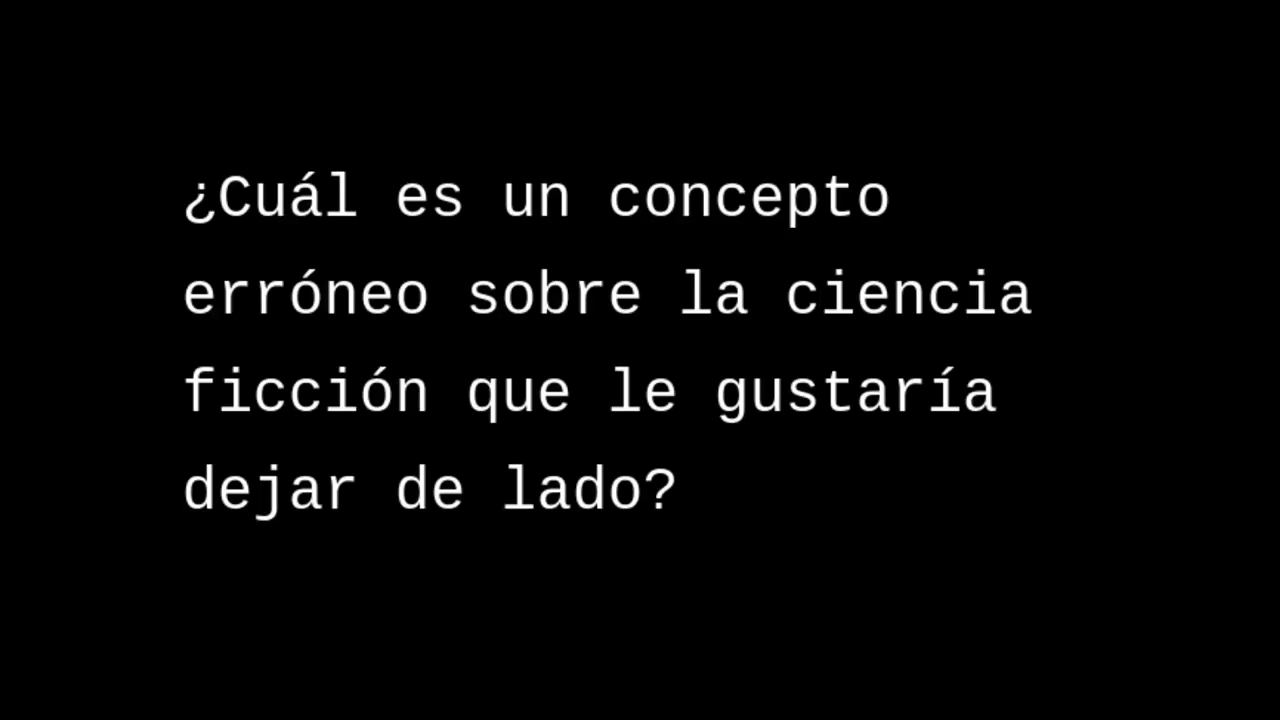 ¿Cuál es un concepto
erróneo sobre la ciencia
ficción que le gustaría
dejar de lado?